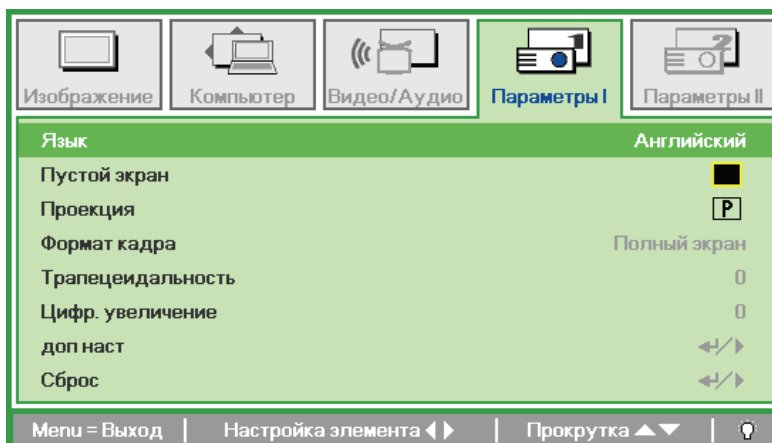 Изображение Компьютер Видео/Аудио Параметры I Параметры II
Язык Английский
Пустой экран
Проекция P
Формат кадра Полный экран
Трапецеидальность 0
Цифр. увеличение 0
доп наст
Сброс
Menu = Выход | Настройка элемента | Прокрутка